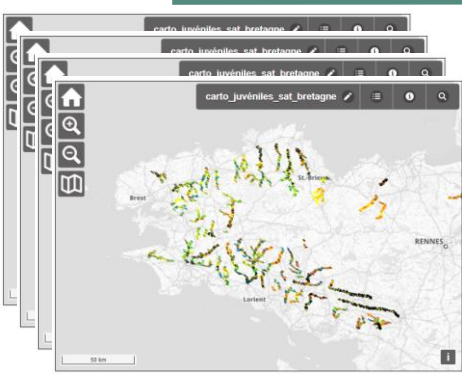 carto_juvéniles_sat_bretagne
carto_juvéniles_sat_bretagne
carto_juvéniles_sat_bretagne
carto_juvéniles_sat_bretagne
St.-Brieuc
Brest
RENNES
Lorient
50 km